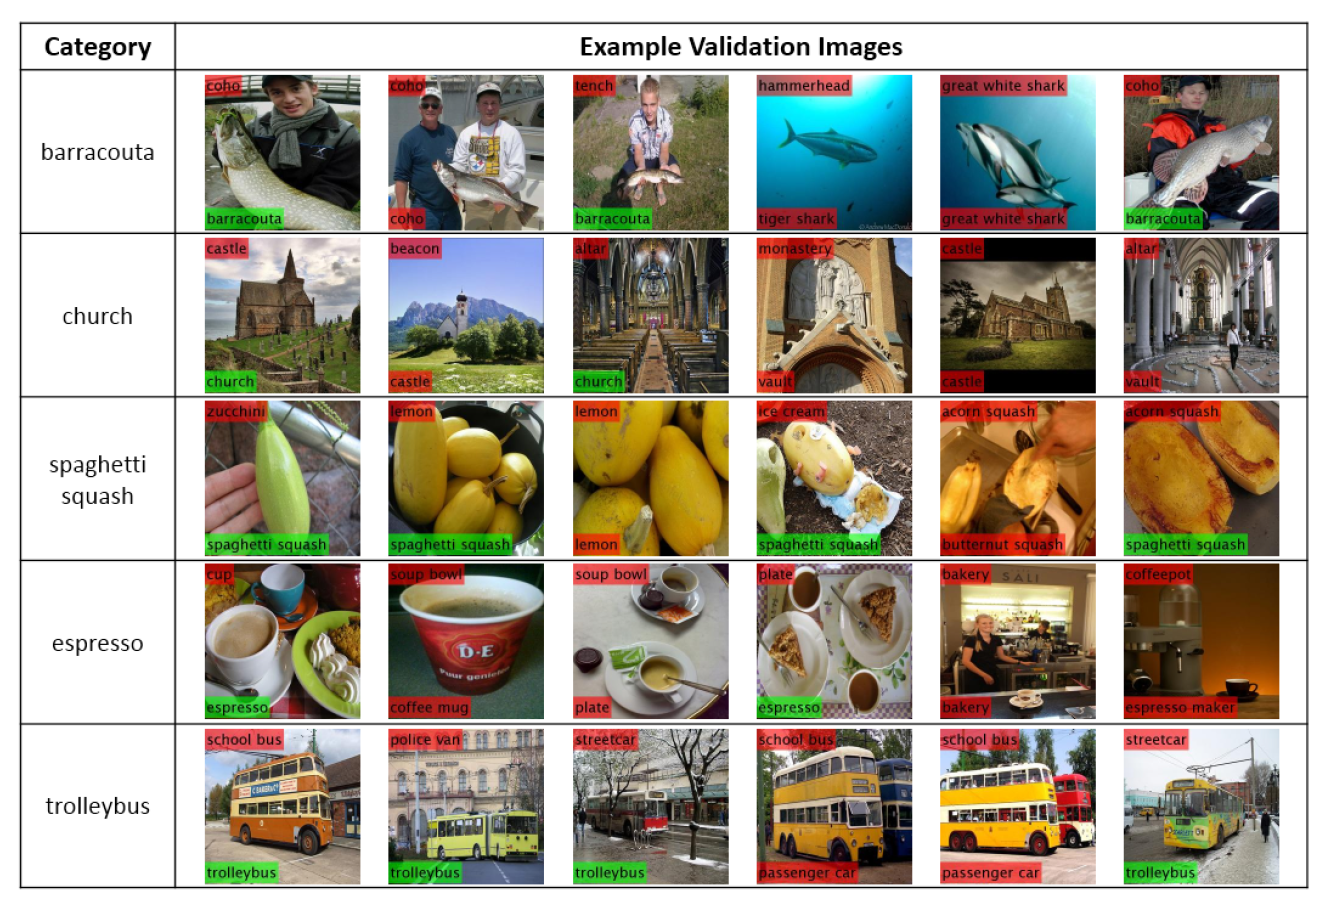 Category
Example Validation Images
barracouta
coho
coho
tench
hammerhead
great white shark
coho
barracouta
coho
barracouta
tiger shark
great white shark
barracouta
church
castle
beacon
altar
monastery
castle
altar
church
castle
church
vault
castle
vault
spaghetti
squash
zucchini
lemon
lemon
ice cream
acorn squash
acorn squash
spaghetti squash
spaghetti squash
lemon
spaghetti squash
butternut squash
spaghetti squash
espresso
cup
soup bowl
soup bowl
plate
bakery
coffeepot
SALI
D·E
puur genieten
espresso
coffee mug
plate
espresso
bakery
espresso maker
trolleybus
school bus
police van
streetcar
school bus
school bus
streetcar
trolleybus
trolleybus
trolleybus
passenger car
passenger car
trolleybus